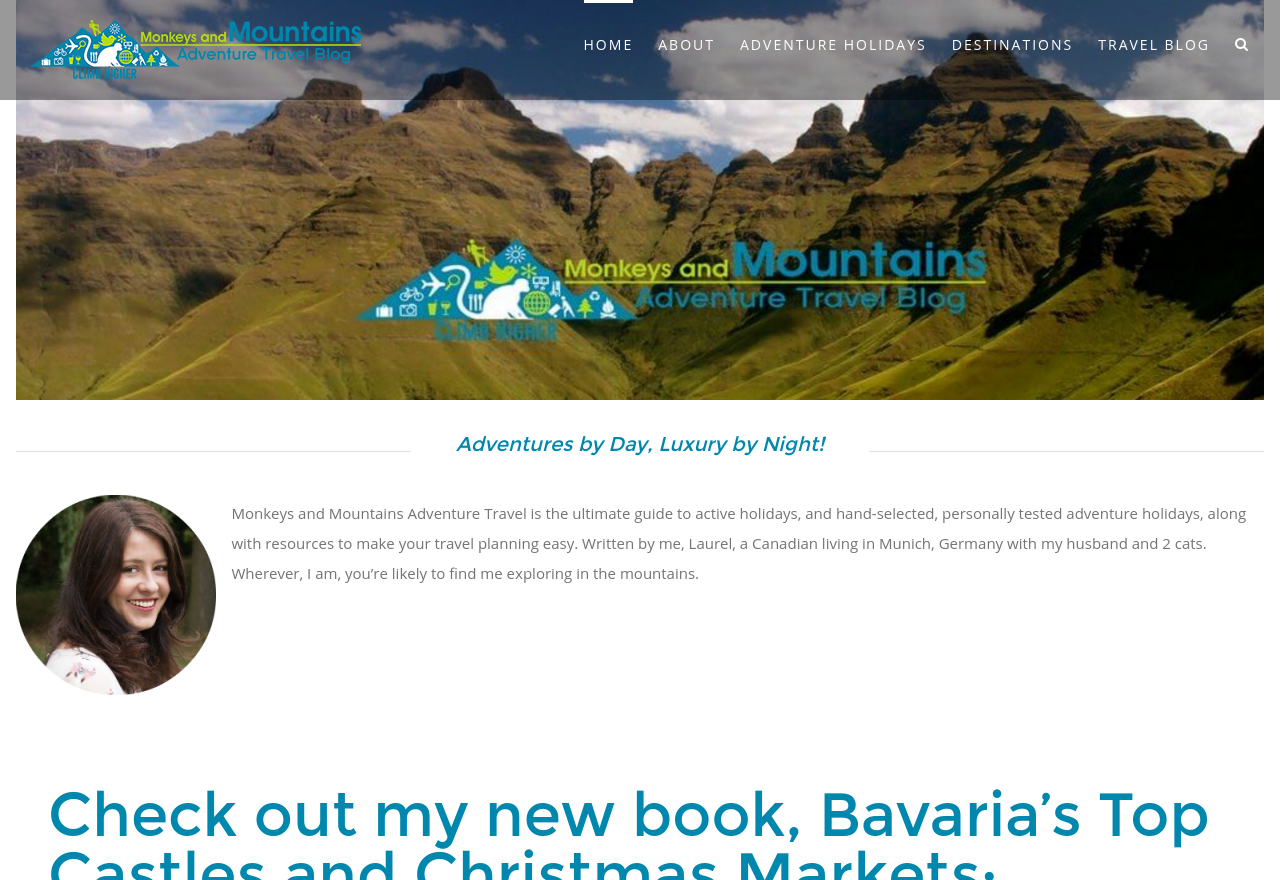 Monkeys and Mountains
Adventure Travel Blog
CLIMB HIGHER
HOME ABOUT ADVENTURE HOLIDAYS DESTINATIONS TRAVEL BLOG
Monkeys and Mountains
Adventure Travel Blog
CLIMB HIGHER
Adventures by Day, Luxury by Night!
Monkeys and Mountains Adventure Travel is the ultimate guide to active holidays, and hand-selected, personally tested adventure holidays, along
with resources to make your travel planning easy. Written by me, Laurel, a Canadian living in Munich, Germany with my husband and 2 cats.
Wherever, I am, you’re likely to find me exploring in the mountains.
Check out my new book, Bavaria’s Top
Castles and Christmas Markets: